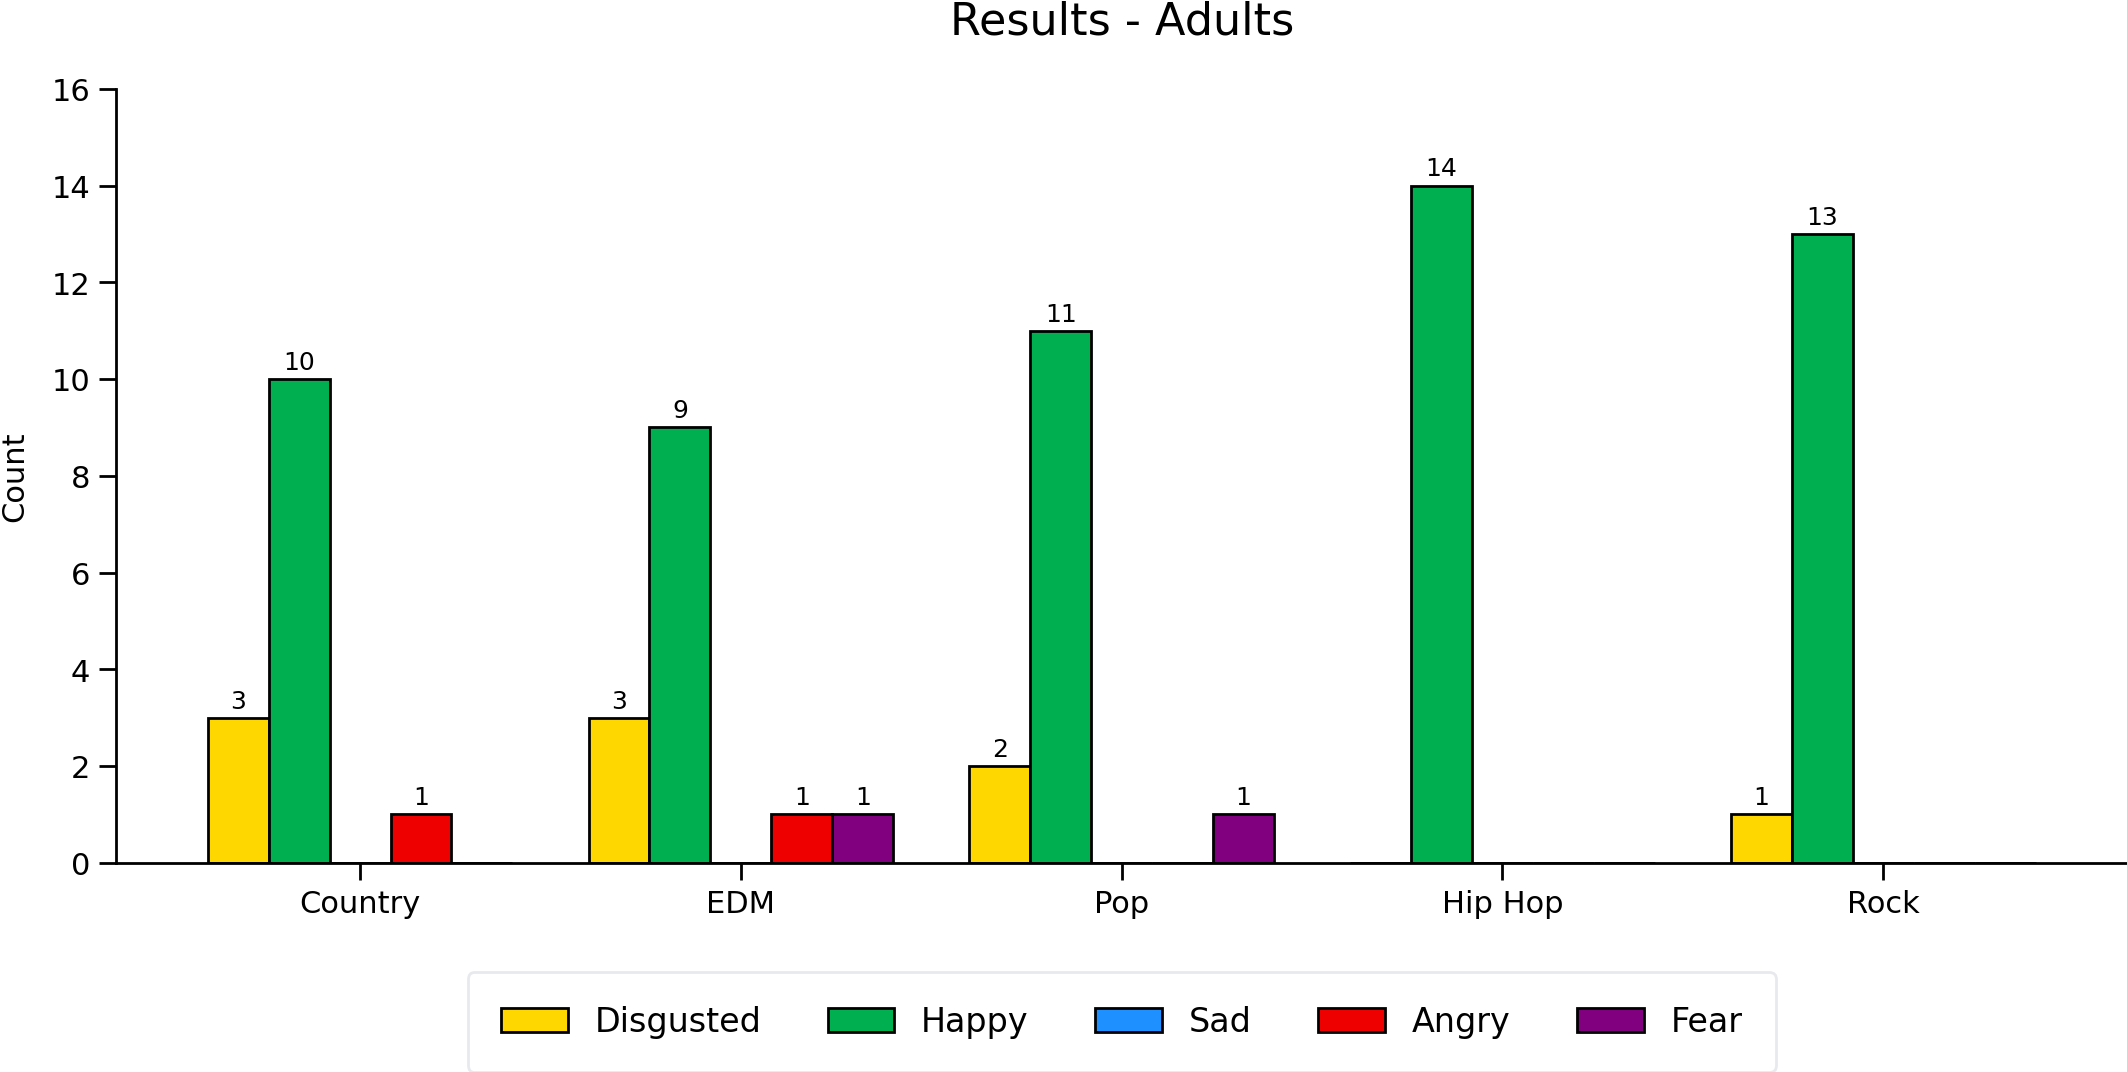 Results - Adults
16
14
12
10
8
6
4
2
0
Count
3
10
1
3
9
1
1
2
11
1
14
1
13
Country
EDM
Pop
Hip Hop
Rock
Disgusted
Happy
Sad
Angry
Fear